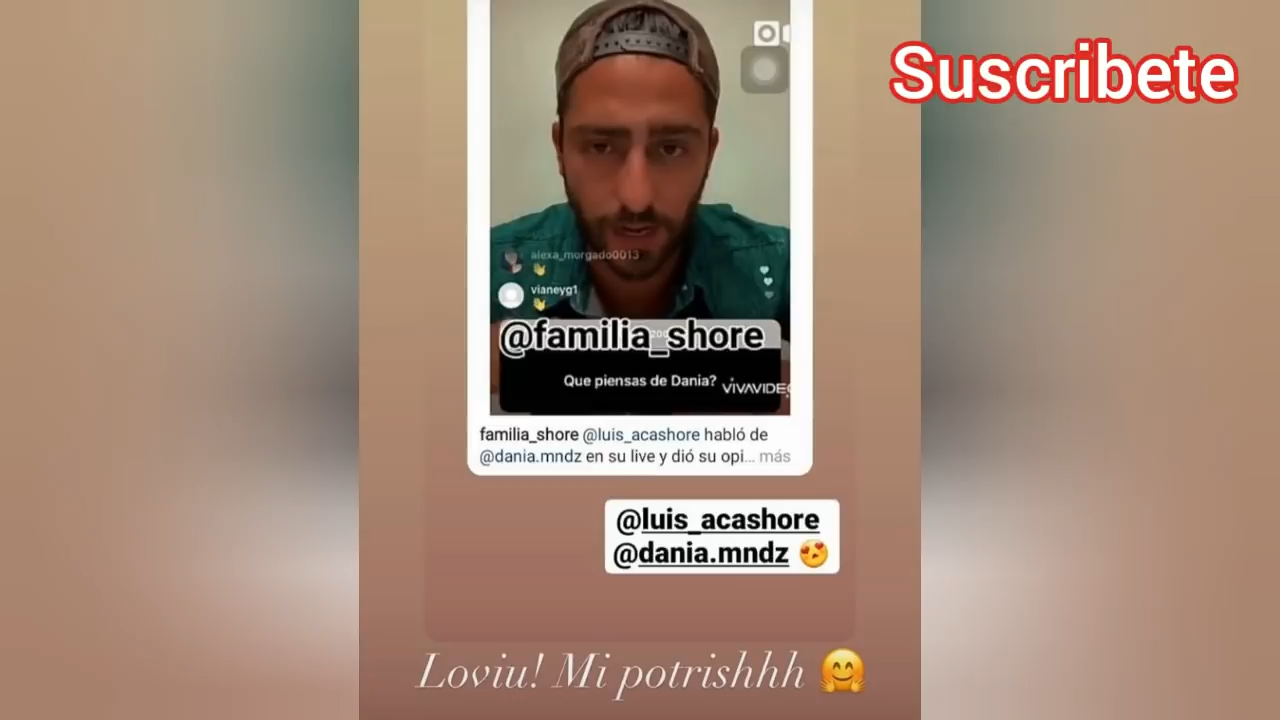 Suscribete
alexa_morgado0013
vianeyg1
@familia_shore
Que piensas de Dania?
VIVAVIDEO
familia_shore @luis_acashore habló de
@dania.mndz en su live y dió su opi... más
@luis_acashore
@dania.mndz 😍
Loviu! Mi potrishhh 🤗